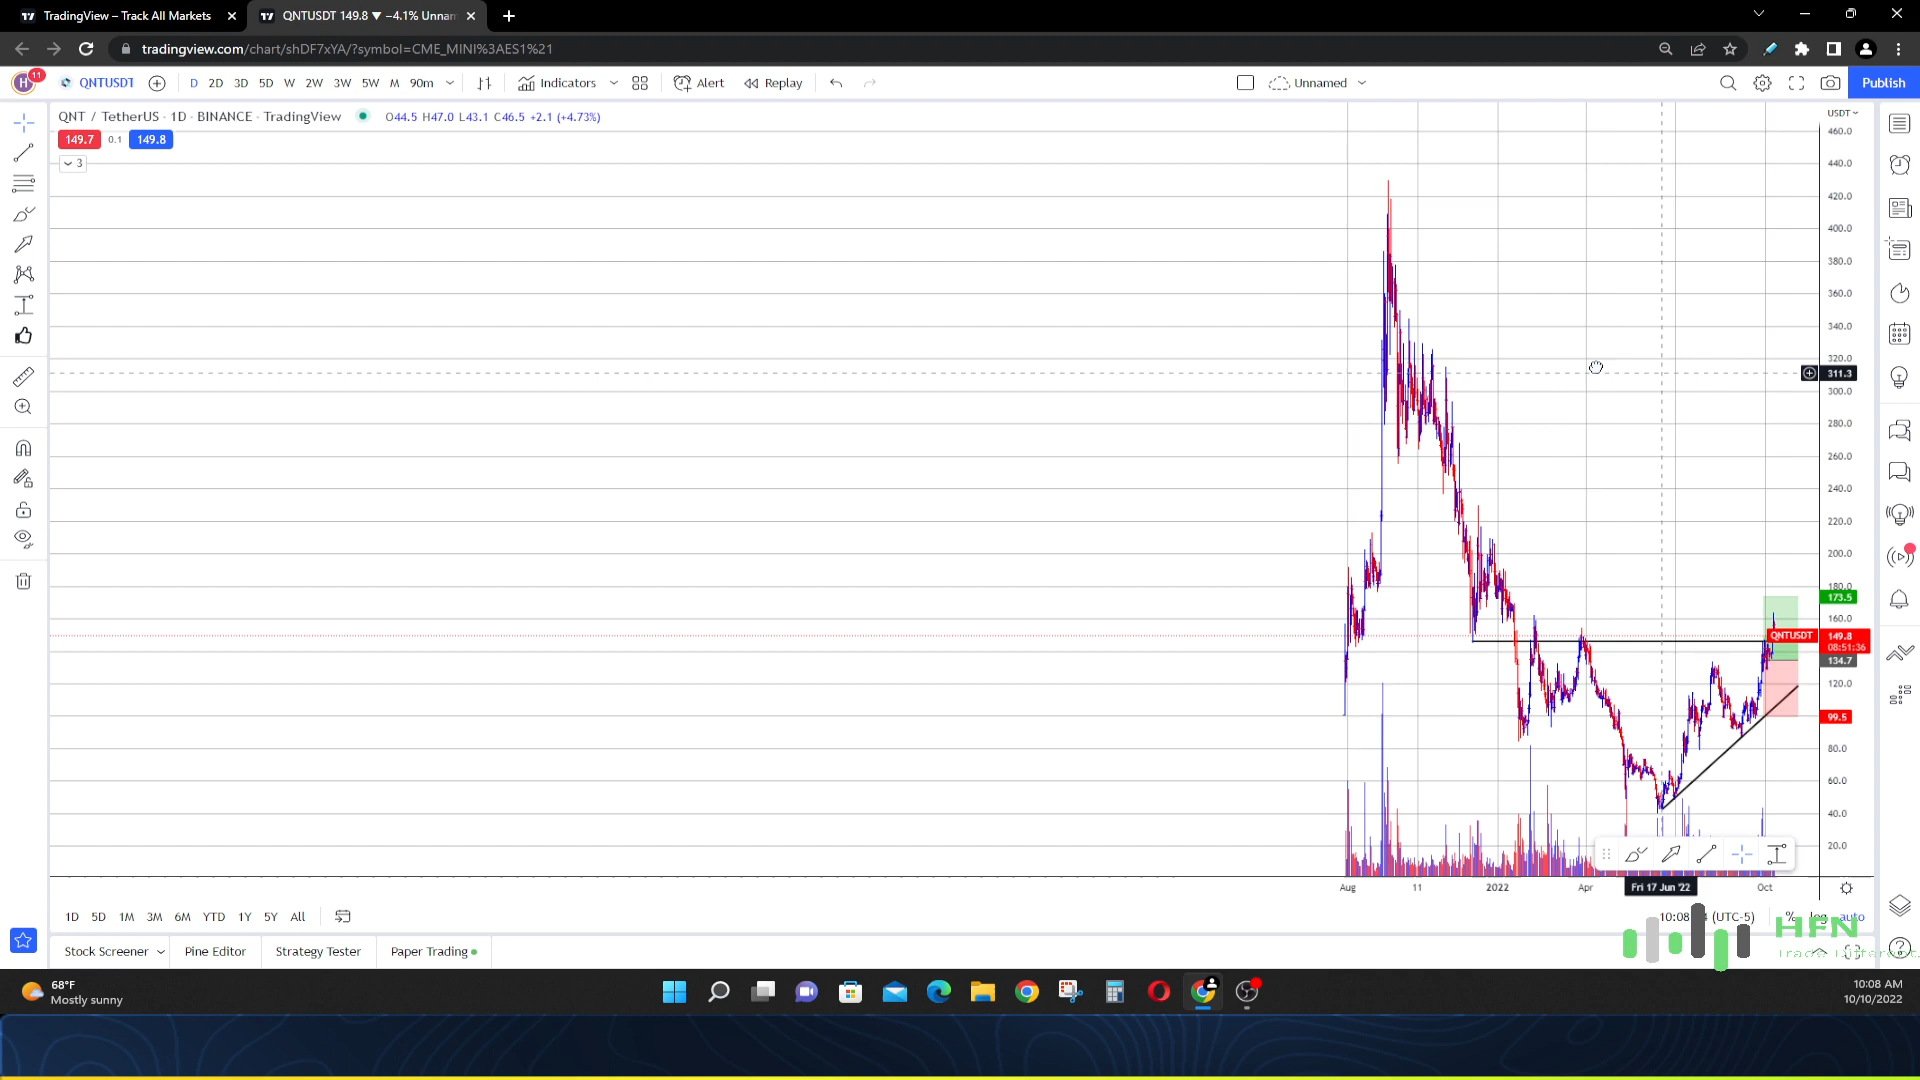 TradingView – Track All Markets
QNTUSDT 149.8 ▼ −4.1% Unnam
tradingview.com/chart/shDF7xYA/?symbol=CME_MINI%3AES1%21
H 11 QNTUSDT D 2D 3D 5D W 2W 3W 5W M 90m Indicators Alert Replay Unnamed Publish
QNT / TetherUS · 1D · BINANCE · TradingView O44.5 H47.0 L43.1 C46.5 +2.1 (+4.73%)
149.7 0.1 149.8
3
USDT
460.0
440.0
420.0
400.0
380.0
360.0
340.0
320.0
311.3
300.0
280.0
260.0
240.0
220.0
200.0
180.0
173.5
160.0
QNTUSDT 149.8
08:51:36
134.7
120.0
99.5
80.0
60.0
40.0
20.0
Aug 11 2022 Apr Fri 17 Jun '22 Oct
1D 5D 1M 3M 6M YTD 1Y 5Y All (UTC-5) % log auto
HFN
Stock Screener Pine Editor Strategy Tester Paper Trading
68°F
Mostly sunny
10:08 AM
10/10/2022